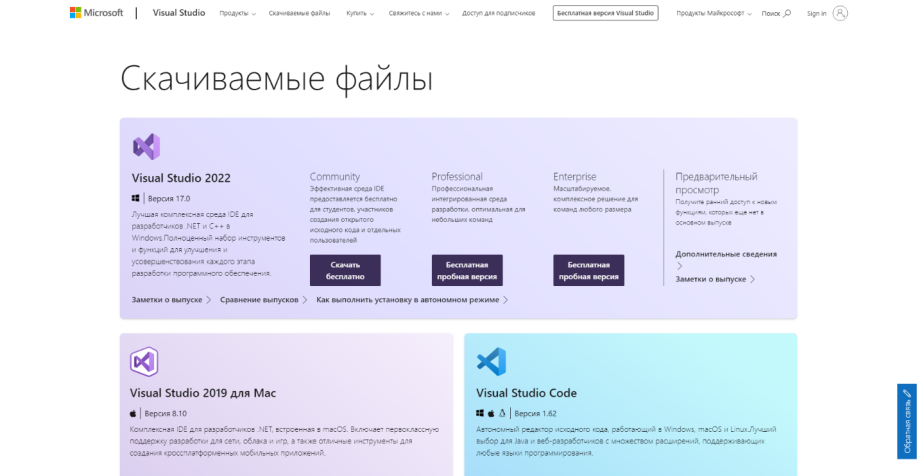 Microsoft | Visual Studio Продукты Скачиваемые файлы Купить Свяжитесь с нами Доступ для подписчиков Бесплатная версия Visual Studio Продукты Майкрософт Поиск Sign in
Скачиваемые файлы
Visual Studio 2022
Версия 17.0
Лучшая комплексная среда IDE для
разработчиков .NET и C++ в
Windows.Полноценный набор инструментов
и функций для улучшения и
усовершенствования каждого этапа
разработки программного обеспечения.
Community
Эффективная среда IDE
предоставляется бесплатно
для студентов, участников
создания открытого
исходного кода и отдельных
пользователей
Скачать
бесплатно
Professional
Профессиональная
интегрированная среда
разработки, оптимальная для
небольших команд
Бесплатная
пробная версия
Enterprise
Масштабируемое,
комплексное решение для
команд любого размера
Бесплатная
пробная версия
Предварительный
просмотр
Получите ранний доступ к новым
функциям, которых еще нет в
основном выпуске
Дополнительные сведения
Заметки о выпуске
Заметки о выпуске Сравнение выпусков Как выполнить установку в автономном режиме
Visual Studio 2019 для Mac
Версия 8.10
Комплексная IDE для разработчиков .NET, встроенная в macOS. Включает первоклассную
поддержку разработки для сети, облака и игр, а также отличные инструменты для
создания кроссплатформенных мобильных приложений.
Visual Studio Code
Версия 1.62
Автономный редактор исходного кода, работающий в Windows, macOS и Linux.Лучший
выбор для Java и веб-разработчиков с множеством расширений, поддерживающих
любые языки программирования.
Обратная связь